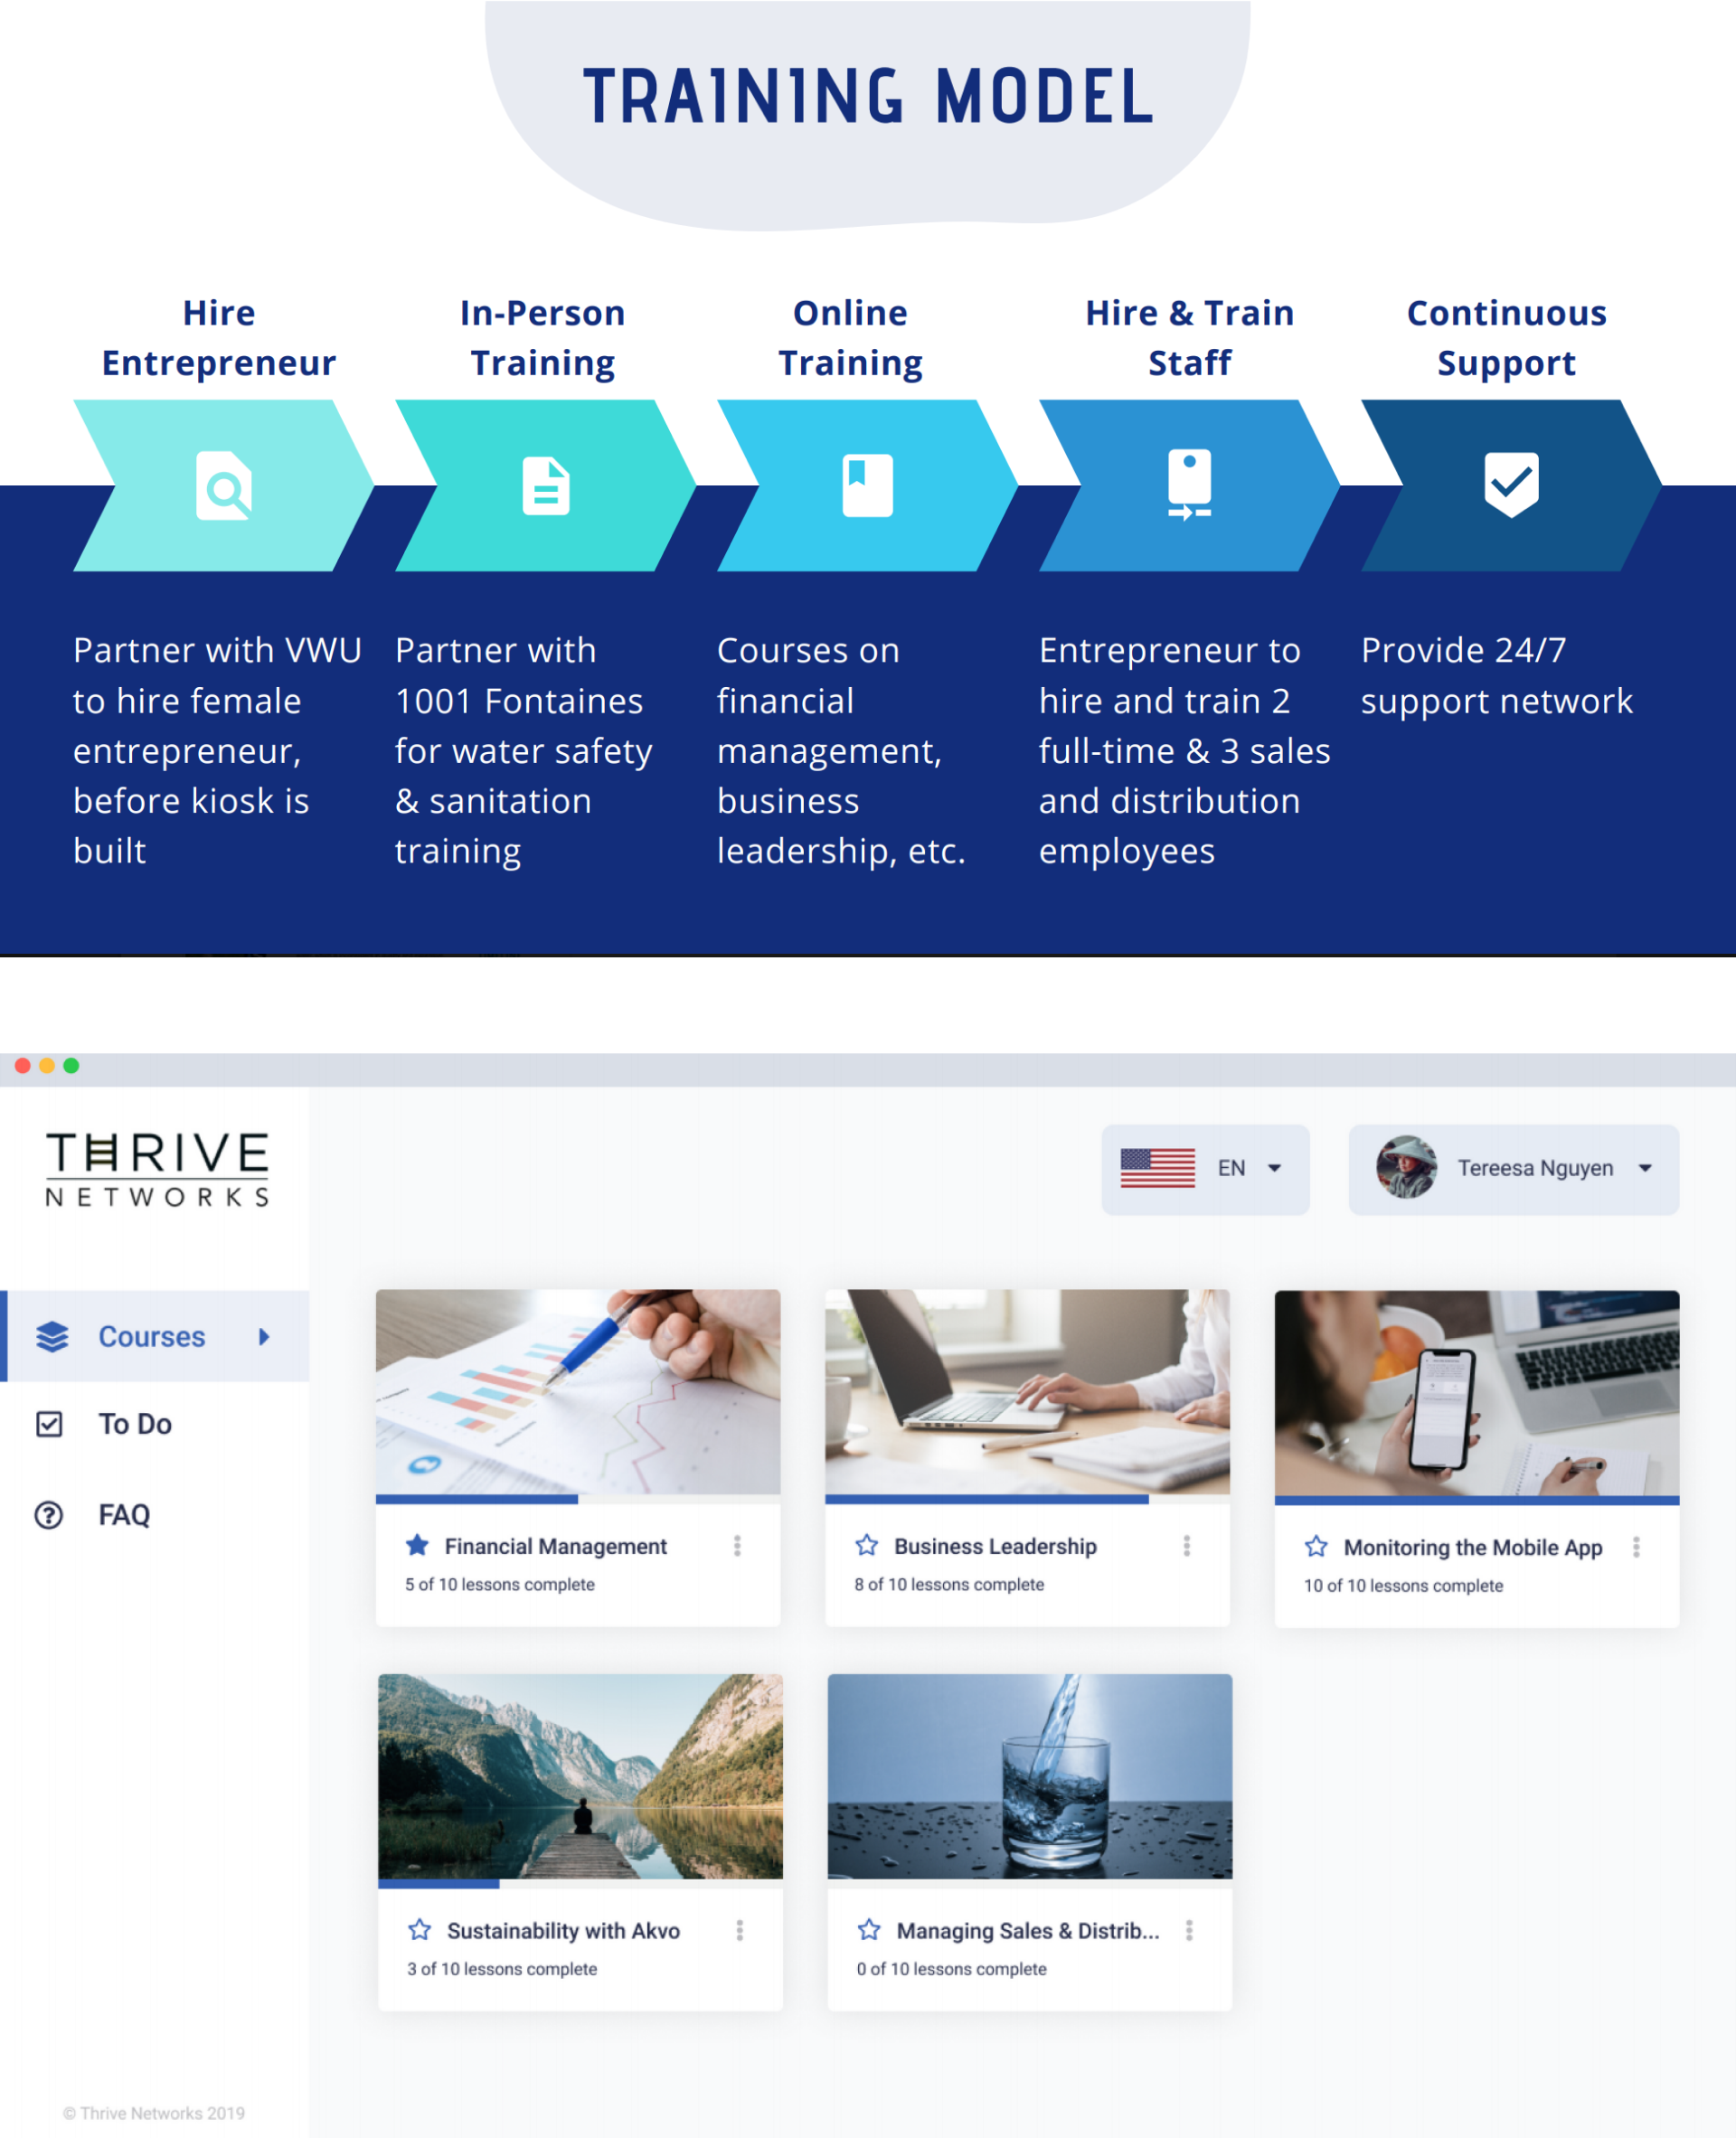 TRAINING MODEL
Hire
Entrepreneur
In-Person
Training
Online
Training
Hire & Train
Staff
Continuous
Support
Partner with VWU
to hire female
entrepreneur,
before kiosk is
built
Partner with
1001 Fontaines
for water safety
& sanitation
training
Courses on
financial
management,
business
leadership, etc.
Entrepreneur to
hire and train 2
full-time & 3 sales
and distribution
employees
Provide 24/7
support network
THRIVE
NETWORKS
EN
Tereesa Nguyen
Courses
To Do
FAQ
Financial Management
5 of 10 lessons complete
Business Leadership
8 of 10 lessons complete
Monitoring the Mobile App
10 of 10 lessons complete
Sustainability with Akvo
3 of 10 lessons complete
Managing Sales & Distrib...
0 of 10 lessons complete
© Thrive Networks 2019